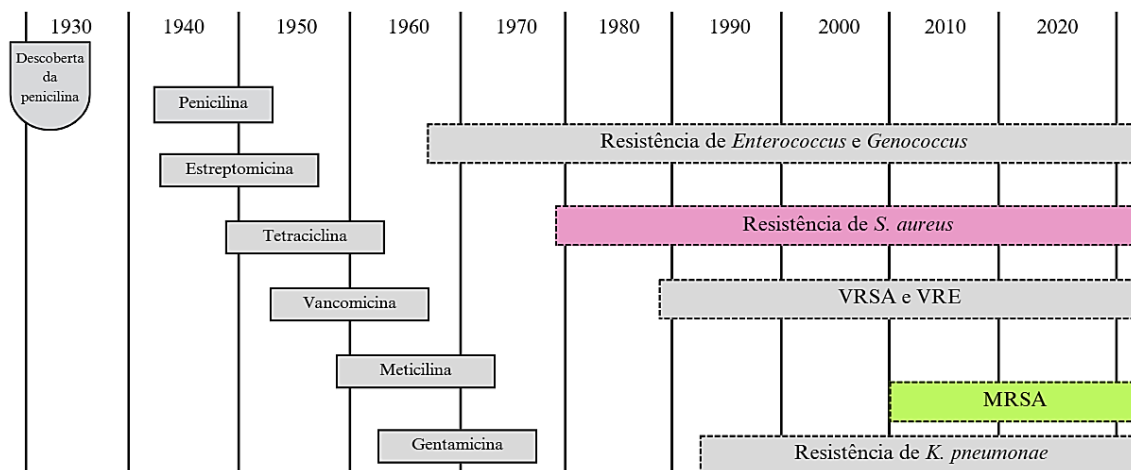 1930 1940 1950 1960 1970 1980 1990 2000 2010 2020
Descoberta
da
penicilina
Penicilina
Resistência de Enterococcus e Genococcus
Estreptomicina
Resistência de S. aureus
Tetraciclina
VRSA e VRE
Vancomicina
Meticilina
MRSA
Gentamicina
Resistência de K. pneumonae